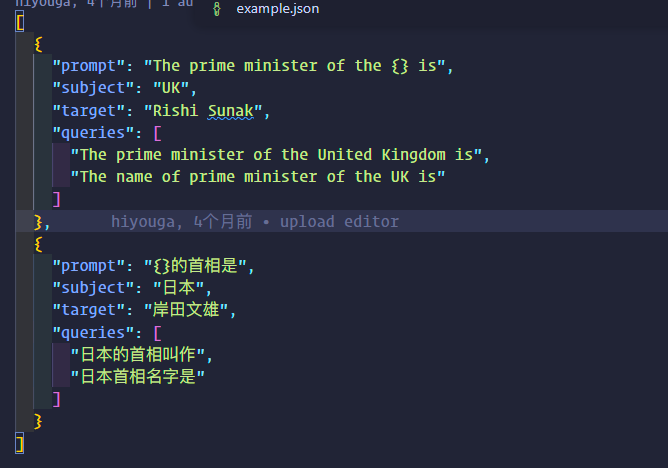 hiyouga, 4个月前 | 1 au
example.json
[
{
"prompt": "The prime minister of the {} is",
"subject": "UK",
"target": "Rishi Sunak",
"queries": [
"The prime minister of the United Kingdom is",
"The name of prime minister of the UK is"
]
}, hiyouga, 4个月前 • upload editor
{
"prompt": "{}的首相是",
"subject": "日本",
"target": "岸田文雄",
"queries": [
"日本的首相叫作",
"日本首相名字是"
]
}
]